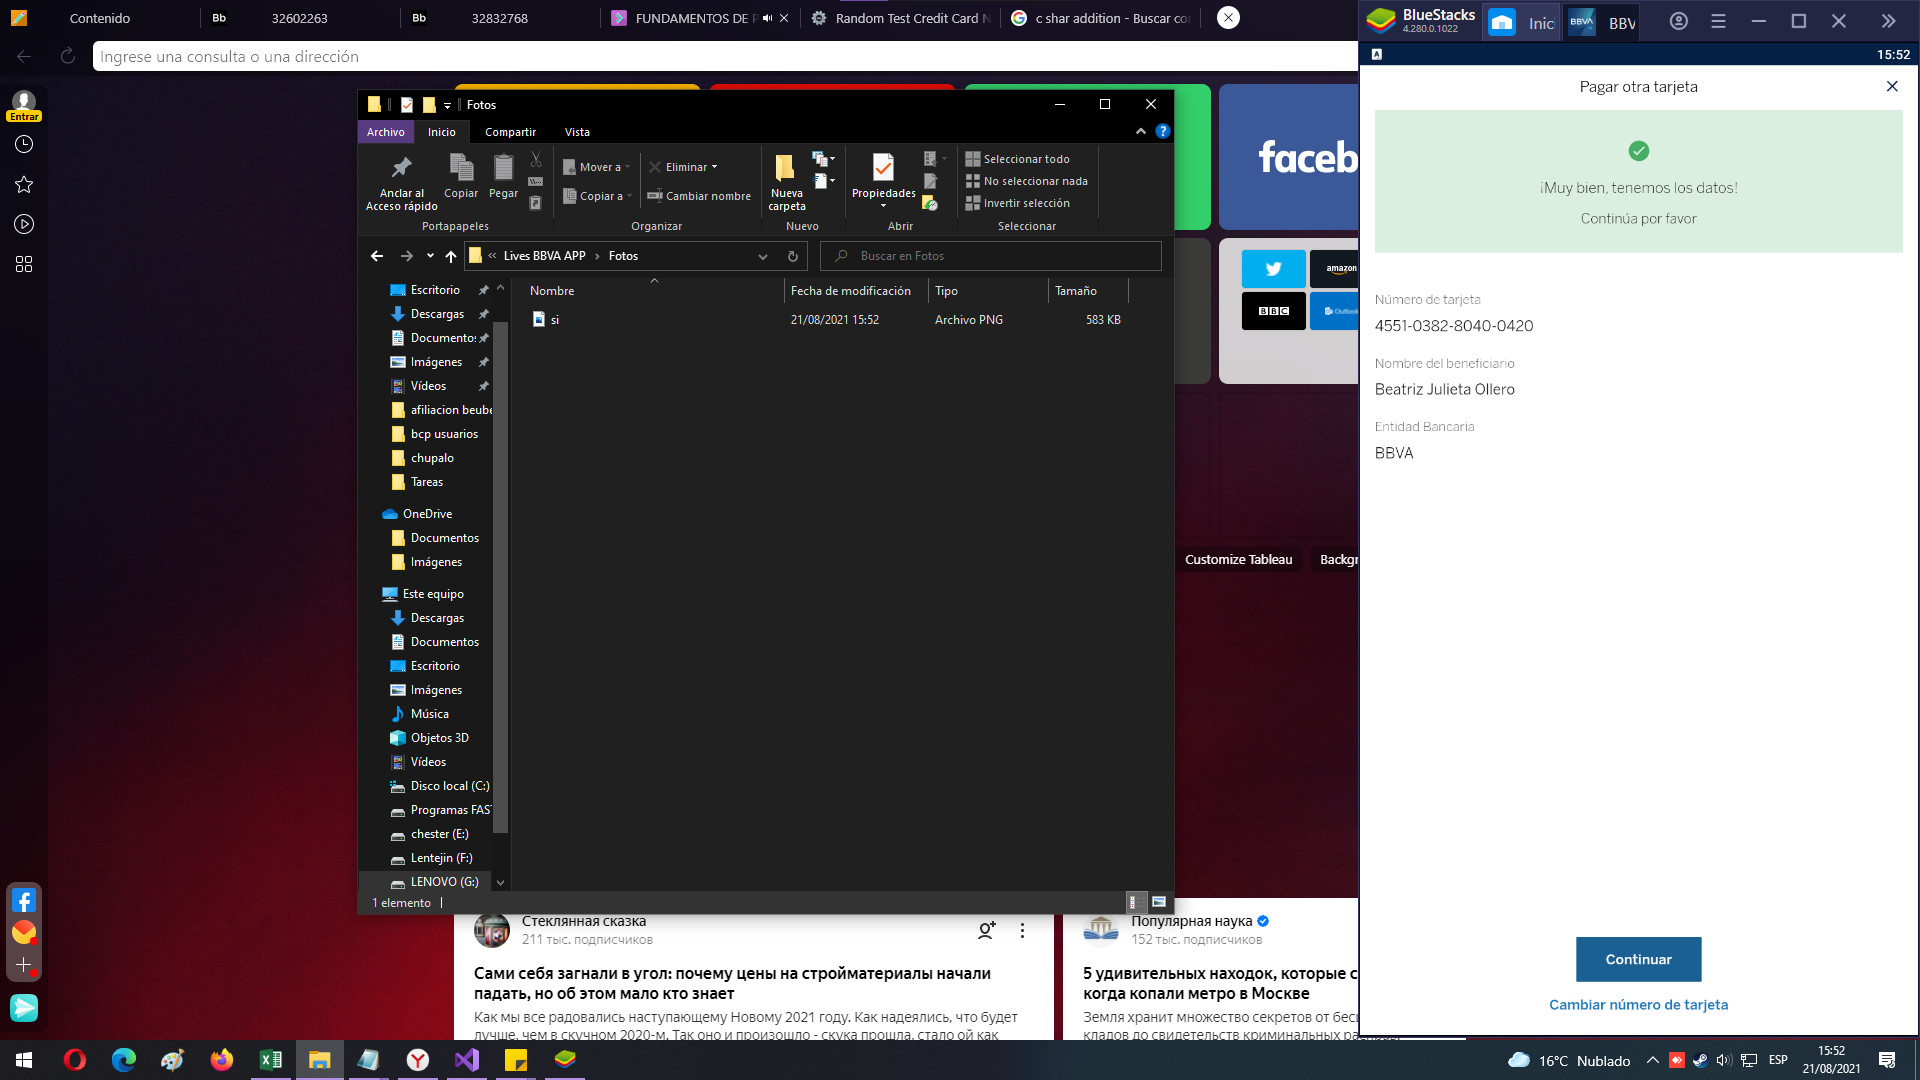 Contenido
Bb
32602263
Bb
32832768
FUNDAMENTOS DE P
Random Test Credit Card N
c shar addition - Buscar co
Ingrese una consulta o una dirección
Entrar
Fotos
Archivo
Inicio
Compartir
Vista
Anclar al
Acceso rápido
Copiar
Pegar
Mover a
Copiar a
Eliminar
Cambiar nombre
Nueva
carpeta
Propiedades
Seleccionar todo
No seleccionar nada
Invertir selección
Portapapeles
Organizar
Nuevo
Abrir
Seleccionar
« Lives BBVA APP › Fotos
Buscar en Fotos
Escritorio
Descargas
Documentos
Imágenes
Vídeos
afiliacion beube
bcp usuarios
chupalo
Tareas
OneDrive
Documentos
Imágenes
Este equipo
Descargas
Documentos
Escritorio
Imágenes
Música
Objetos 3D
Vídeos
Disco local (C:)
Programas FAST
chester (E:)
Lentejin (F:)
LENOVO (G:)
Nombre
Fecha de modificación
Tipo
Tamaño
si
21/08/2021 15:52
Archivo PNG
583 KB
1 elemento
faceb
amazon
BBC
Outlook
Customize Tableau
Backgr
Стеклянная сказка
211 тыс. подписчиков
Сами себя загнали в угол: почему цены на стройматериалы начали
падать, но об этом мало кто знает
Как мы все радовались наступающему Новому 2021 году. Как надеялись, что будет
лучше, чем в скучном 2020-м. Так оно и произошло - скука прошла, стало ой как
Популярная наука
152 тыс. подписчиков
5 удивительных находок, которые с
когда копали метро в Москве
Земля хранит множество секретов от бес
кладов до свидетельств криминальных
BlueStacks
4.280.0.1022
Inic
BBVA
BBV
15:52
Pagar otra tarjeta
¡Muy bien, tenemos los datos!
Continúa por favor
Número de tarjeta
4551-0382-8040-0420
Nombre del beneficiario
Beatriz Julieta Ollero
Entidad Bancaria
BBVA
Continuar
Cambiar número de tarjeta
16°C Nublado
ESP
15:52
21/08/2021